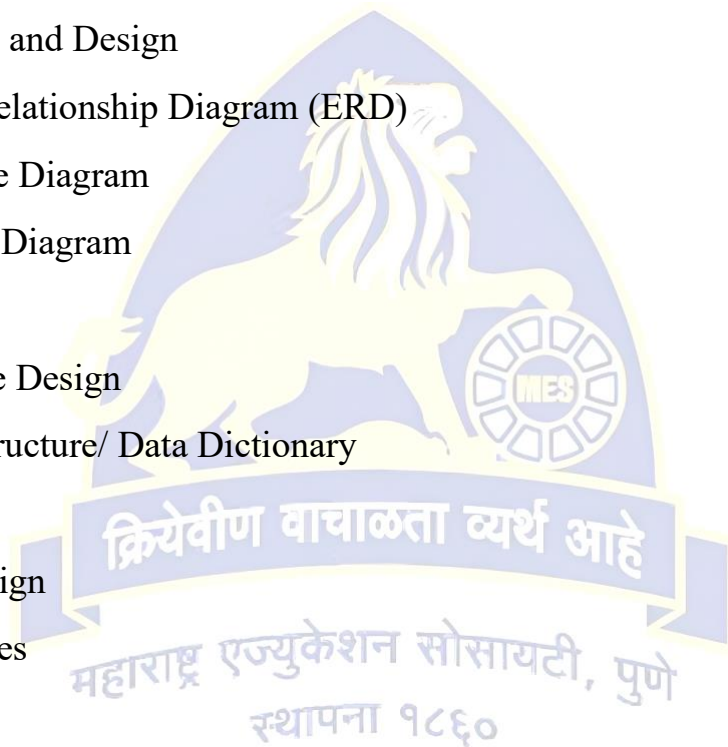 and Design
elationship Diagram (ERD)
e Diagram
Diagram
e Design
ructure/ Data Dictionary
MES
क्रियेवीण वाचाळता व्यर्थ आहे
ign
es
महाराष्ट्र एज्युकेशन सोसायटी, पुणे
स्थापना १८६०